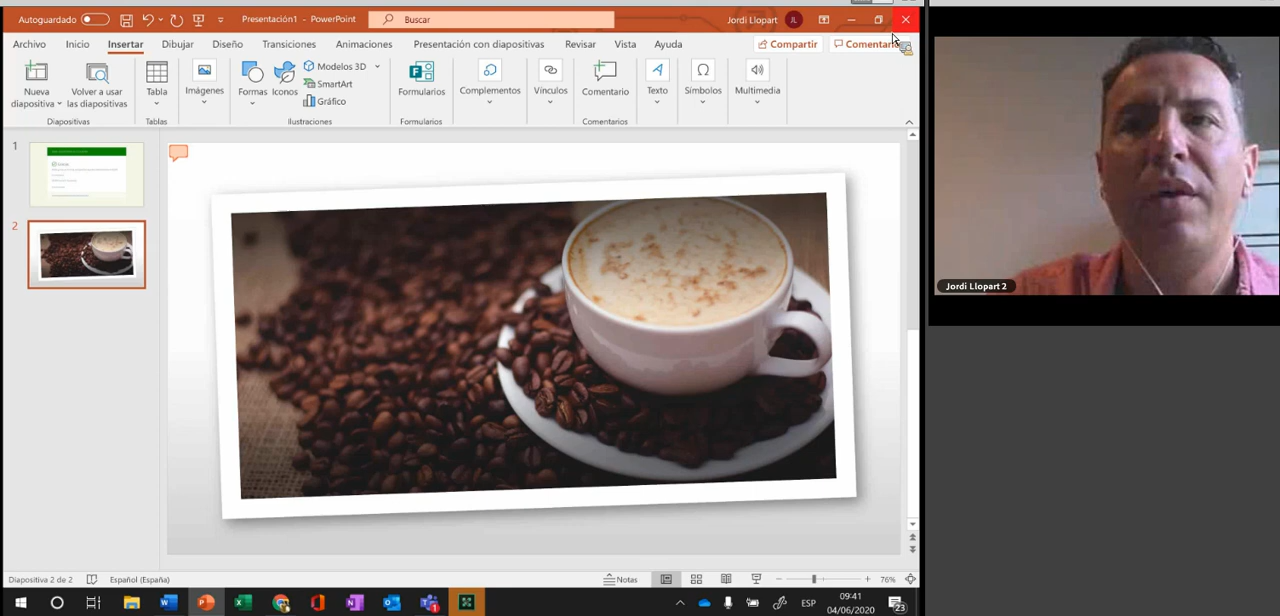 Autoguardado
Presentación1 - PowerPoint
Buscar
Jordi Llopart
JL
Archivo
Inicio
Insertar
Dibujar
Diseño
Transiciones
Animaciones
Presentación con diapositivas
Revisar
Vista
Ayuda
Compartir
Nueva
diapositiva
Volver a usar
las diapositivas
Tabla
Imágenes
Formas
Iconos
Modelos 3D
SmartArt
Gráfico
Formularios
Complementos
Vínculos
Comentario
Texto
Símbolos
Multimedia
Diapositivas
Tablas
Ilustraciones
Formularios
Comentarios
1
2
Jordi Llopart 2
Diapositiva 2 de 2
Español (España)
Notas
76%
ESP
09:41
04/06/2020
23